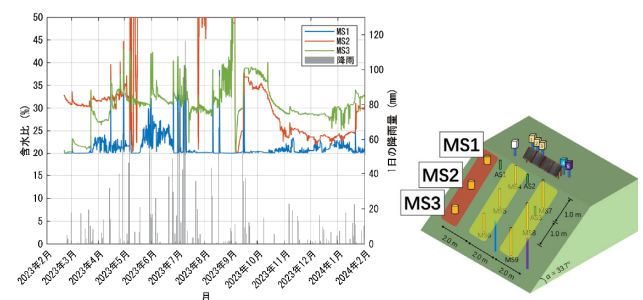 50
45
40
35
30
25
20
15
10
5
0
含水比 (%)
MS1
MS2
MS3
降雨
120
100
80
60
40
20
0
1日の降雨量 (mm)
2023年2月
2023年3月
2023年4月
2023年5月
2023年6月
2023年7月
2023年8月
2023年9月
2023年10月
2023年11月
2023年12月
2024年1月
2024年2月
月
MS1
MS2
MS3
AS1
MS4
AS2
MS7
MS8
MS9
1.0 m
1.0 m
2.0 m
2.0 m
2.0 m
α = 33.7°